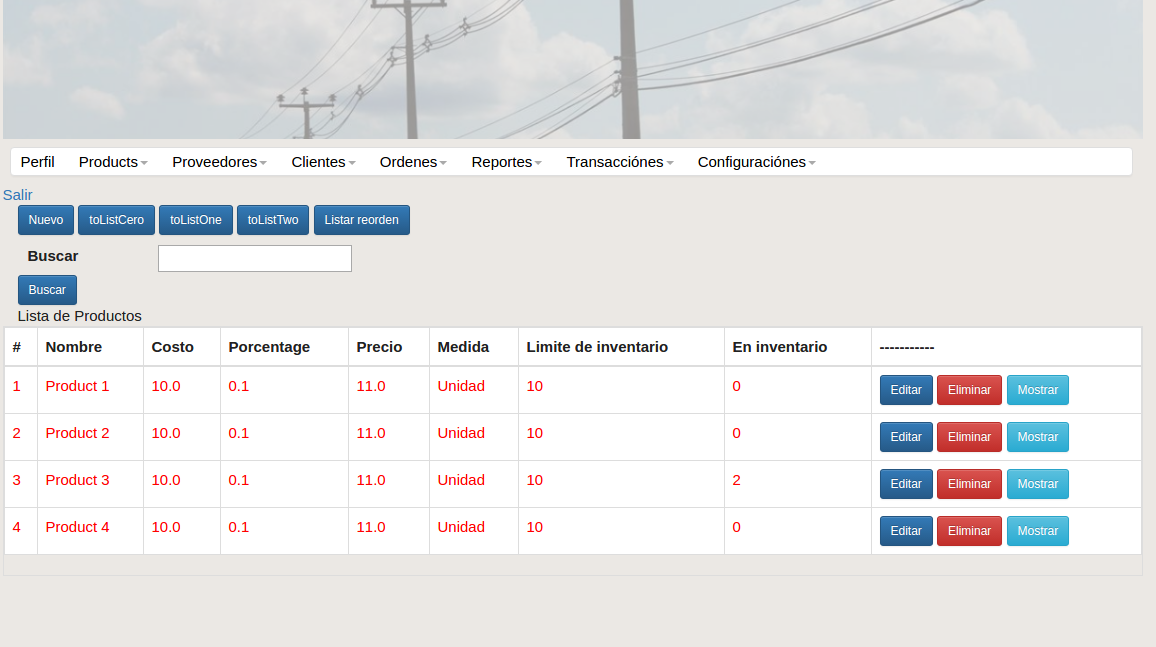 Perfil Products Proveedores Clientes Ordenes Reportes Transacciónes Configuraciónes
Salir
Nuevo toListCero toListOne toListTwo Listar reorden
Buscar
Buscar
Lista de Productos
# Nombre Costo Porcentage Precio Medida Limite de inventario En inventario -----------
1 Product 1 10.0 0.1 11.0 Unidad 10 0 Editar Eliminar Mostrar
2 Product 2 10.0 0.1 11.0 Unidad 10 0 Editar Eliminar Mostrar
3 Product 3 10.0 0.1 11.0 Unidad 10 2 Editar Eliminar Mostrar
4 Product 4 10.0 0.1 11.0 Unidad 10 0 Editar Eliminar Mostrar